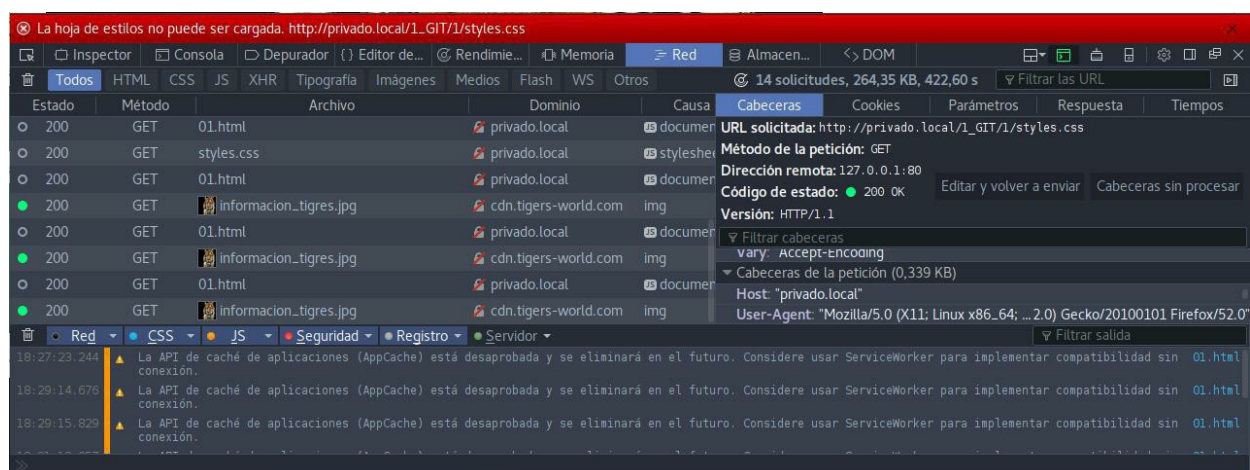 La hoja de estilos no puede ser cargada. http://privado.local/1_GIT/1/styles.css
Inspector Consola Depurador {} Editor de... Rendimie... Memoria Red Almacen... DOM
Todos HTML CSS JS XHR Tipografía Imágenes Medios Flash WS Otros 14 solicitudes, 264,35 KB, 422,60 s Filtrar las URL
Estado Método Archivo Dominio Causa
200 GET 01.html privado.local JS documen
200 GET styles.css privado.local JS styleshee
200 GET 01.html privado.local JS documen
200 GET informacion_tigres.jpg cdn.tigers-world.com img
200 GET 01.html privado.local JS documen
200 GET informacion_tigres.jpg cdn.tigers-world.com img
200 GET 01.html privado.local JS documen
200 GET informacion_tigres.jpg cdn.tigers-world.com img
Cabeceras Cookies Parámetros Respuesta Tiempos
URL solicitada: http://privado.local/1_GIT/1/styles.css
Método de la petición: GET
Dirección remota: 127.0.0.1:80
Código de estado: 200 OK Editar y volver a enviar Cabeceras sin procesar
Versión: HTTP/1.1
Filtrar cabeceras
Vary: "Accept-Encoding"
Cabeceras de la petición (0,339 KB)
Host: "privado.local"
User-Agent: "Mozilla/5.0 (X11; Linux x86_64; ...2.0) Gecko/20100101 Firefox/52.0"
Red CSS JS Seguridad Registro Servidor Filtrar salida
18:27:23.244 La API de caché de aplicaciones (AppCache) está desaprobada y se eliminará en el futuro. Considere usar ServiceWorker para implementar compatibilidad sin 01.html
conexión.
18:29:14.676 La API de caché de aplicaciones (AppCache) está desaprobada y se eliminará en el futuro. Considere usar ServiceWorker para implementar compatibilidad sin 01.html
conexión.
18:29:15.829 La API de caché de aplicaciones (AppCache) está desaprobada y se eliminará en el futuro. Considere usar ServiceWorker para implementar compatibilidad sin 01.html
conexión.